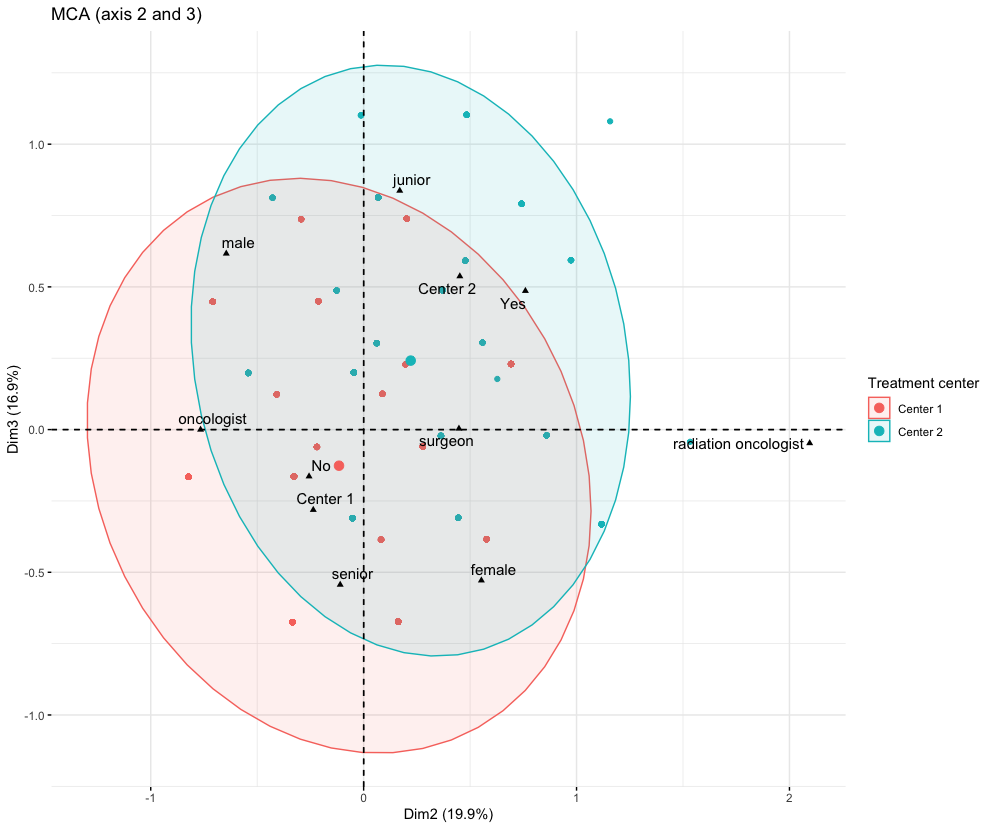 MCA (axis 2 and 3)
junior
male
Center 2
Yes
oncologist
surgeon
radiation oncologist
No
Center 1
senior
female
1.0
0.5
0.0
-0.5
-1.0
Dim3 (16.9%)
-1
0
1
2
Dim2 (19.9%)
Treatment center
Center 1
Center 2